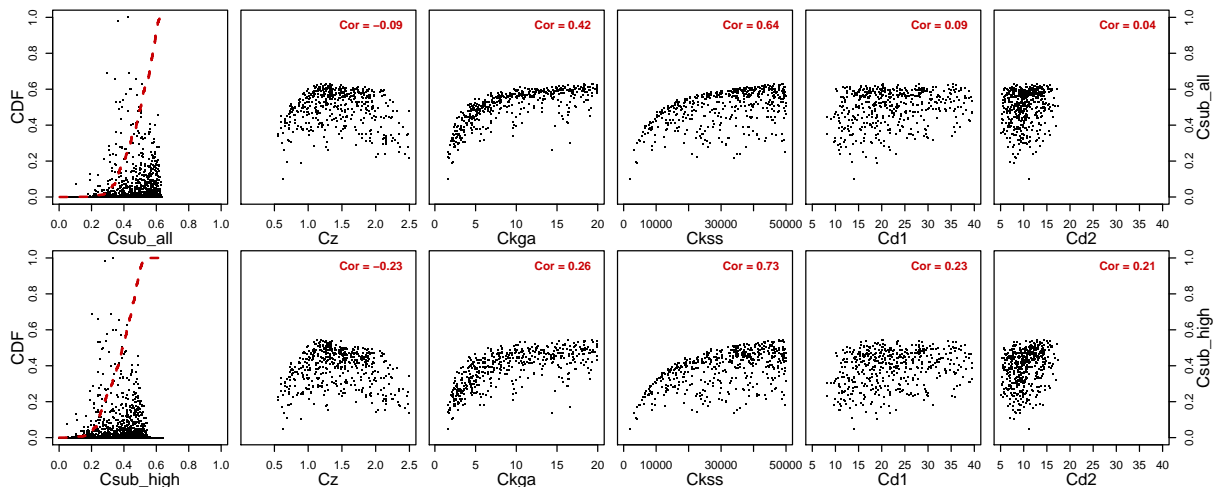 Cor = −0.09
Cor = 0.42
Cor = 0.64
Cor = 0.09
Cor = 0.04
CDF
0.0 0.2 0.4 0.6 0.8 1.0
Csub_all
0.0 0.2 0.4 0.6 0.8 1.0
0.0 0.2 0.4 0.6 0.8 1.0
0.5 1.0 1.5 2.0 2.5
0 5 10 15 20
0 10000 30000 50000
5 10 15 20 25 30 35 40
5 10 15 20 25 30 35 40
Csub_all
Cz
Ckga
Ckss
Cd1
Cd2
Cor = −0.23
Cor = 0.26
Cor = 0.73
Cor = 0.23
Cor = 0.21
CDF
0.0 0.2 0.4 0.6 0.8 1.0
Csub_high
0.0 0.2 0.4 0.6 0.8 1.0
0.0 0.2 0.4 0.6 0.8 1.0
0.5 1.0 1.5 2.0 2.5
0 5 10 15 20
0 10000 30000 50000
5 10 15 20 25 30 35 40
5 10 15 20 25 30 35 40
Csub_high
Cz
Ckga
Ckss
Cd1
Cd2